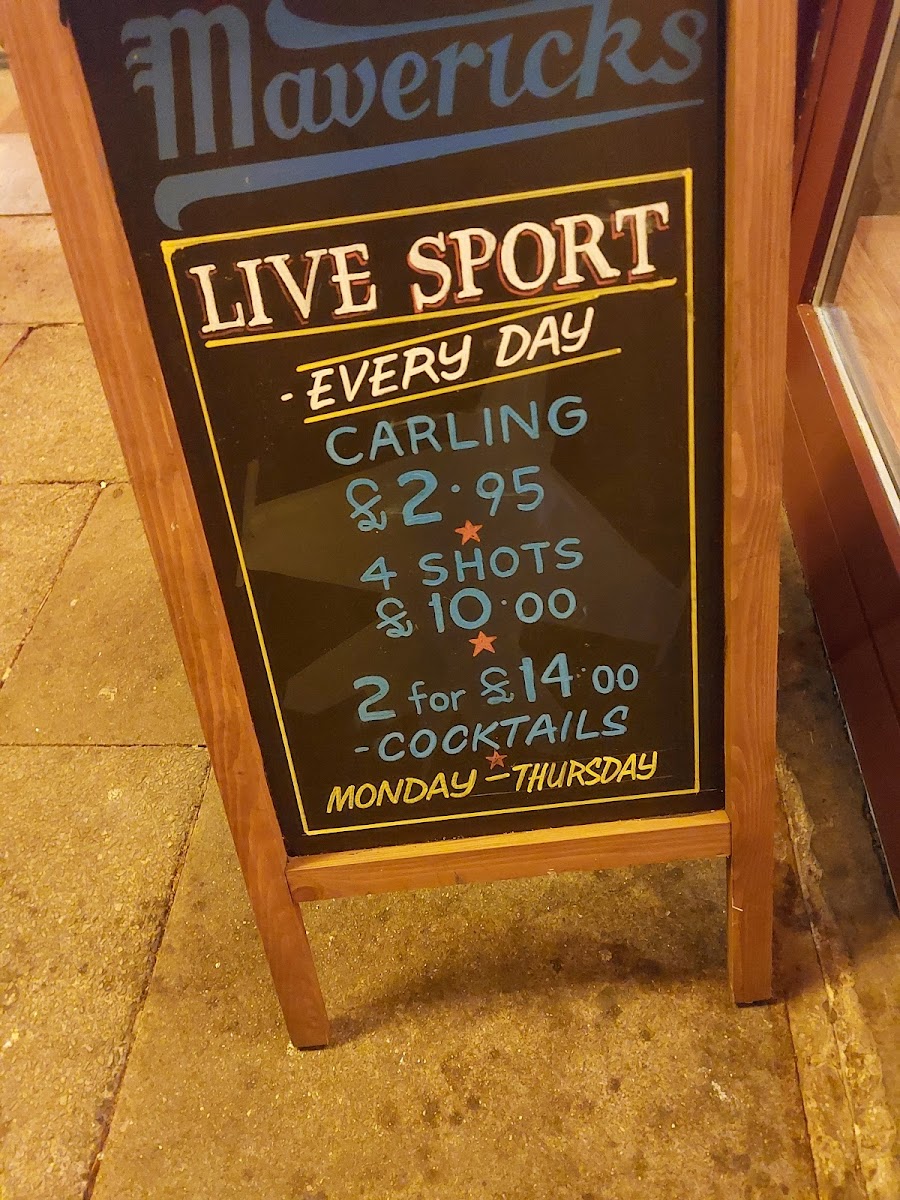 Mavericks
LIVE SPORT
- EVERY DAY
CARLING
£2.95
4 SHOTS
£10.00
2 for £14.00
- COCKTAILS
MONDAY - THURSDAY